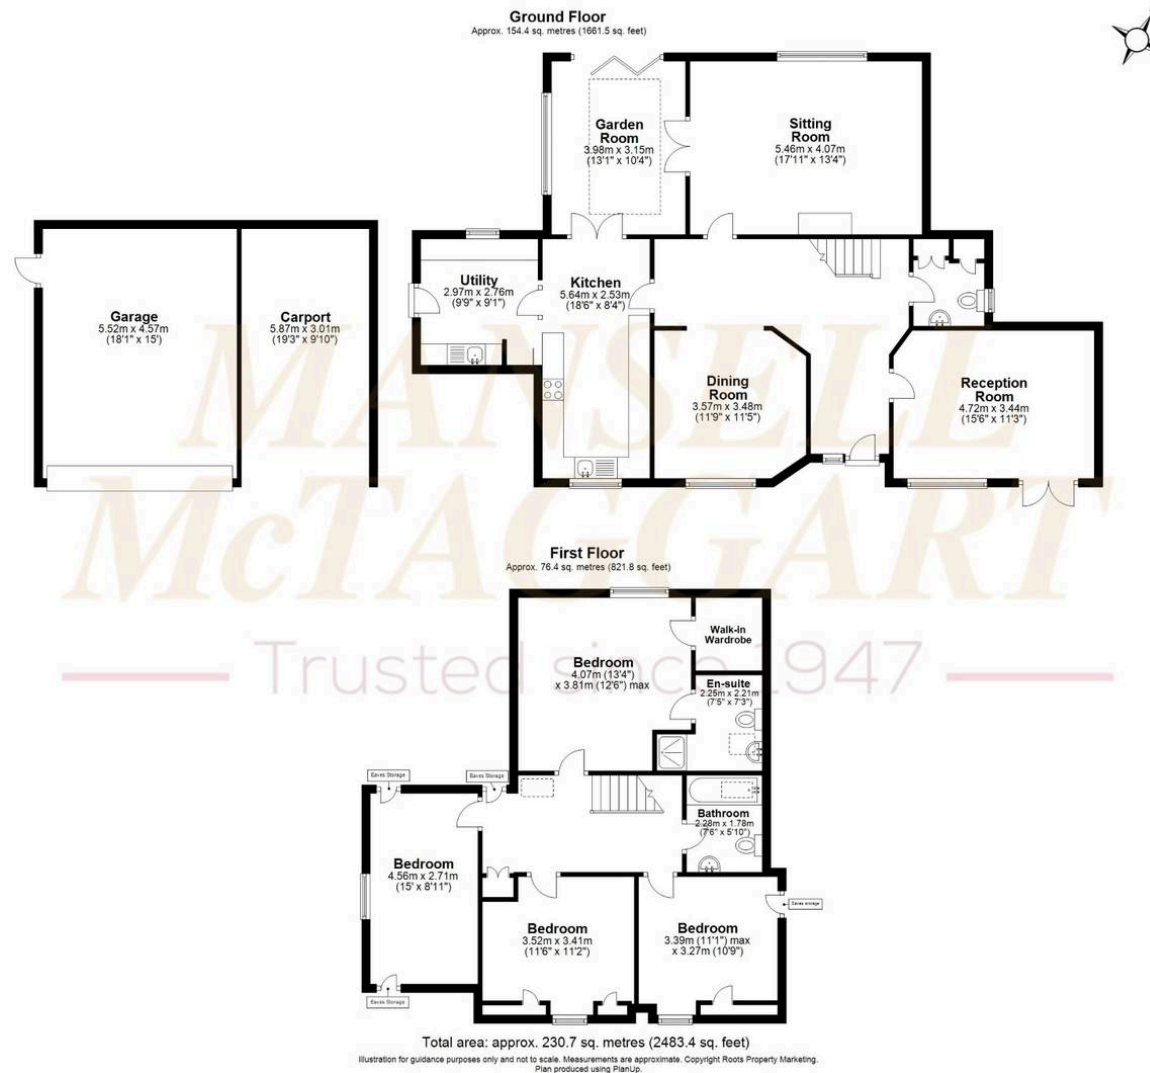 Ground Floor
Approx. 154.4 sq. metres (1661.5 sq. feet)
Garden
Room
3.98m x 3.15m
(13'1" x 10'4")
Sitting
Room
5.46m x 4.07m
(17'11" x 13'4")
Garage
5.52m x 4.57m
(18'1" x 15')
Carport
5.87m x 3.01m
(19'3" x 9'10")
Utility
2.97m x 2.76m
(9'9" x 9'1")
Kitchen
5.64m x 2.53m
(18'6" x 8'4")
Dining
Room
3.57m x 3.48m
(11'9" x 11'5")
Reception
Room
4.72m x 3.44m
(15'6" x 11'3")
MANSELL
McTAGGART
Trusted since 1947
First Floor
Approx. 76.4 sq. metres (821.8 sq. feet)
Bedroom
4.07m (13'4")
x 3.81m (12'6") max
Walk-in
Wardrobe
En-suite
2.25m x 2.21m
(7'5" x 7'3")
Eaves Storage
Eaves Storage
Bathroom
2.28m x 1.78m
(7'6" x 5'10")
Bedroom
4.56m x 2.71m
(15' x 8'11")
Eaves storage
Bedroom
3.52m x 3.41m
(11'6" x 11'2")
Bedroom
3.39m (11'1") max
x 3.27m (10'9")
Eaves Storage
Total area: approx. 230.7 sq. metres (2483.4 sq. feet)
Illustration for guidance purposes only and not to scale. Measurements are approximate. Copyright Roots Property Marketing.
Plan produced using PlanUp.